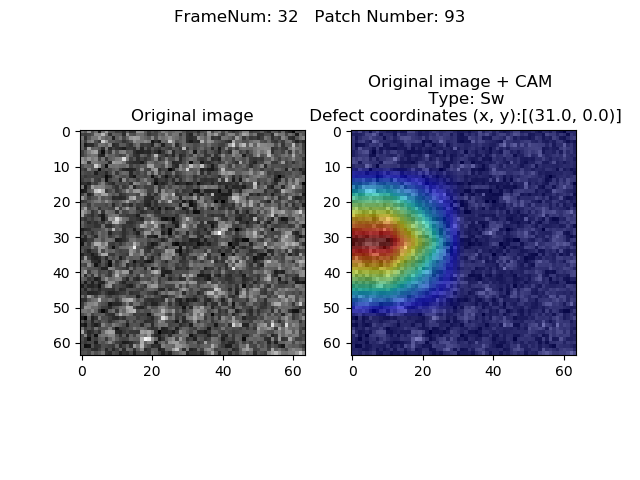 FrameNum: 32   Patch Number: 93
Original image
0
10
20
30
40
50
60
0 20 40 60
Original image + CAM
Type: Sw
Defect coordinates (x, y):[(31.0, 0.0)]
0
10
20
30
40
50
60
0 20 40 60